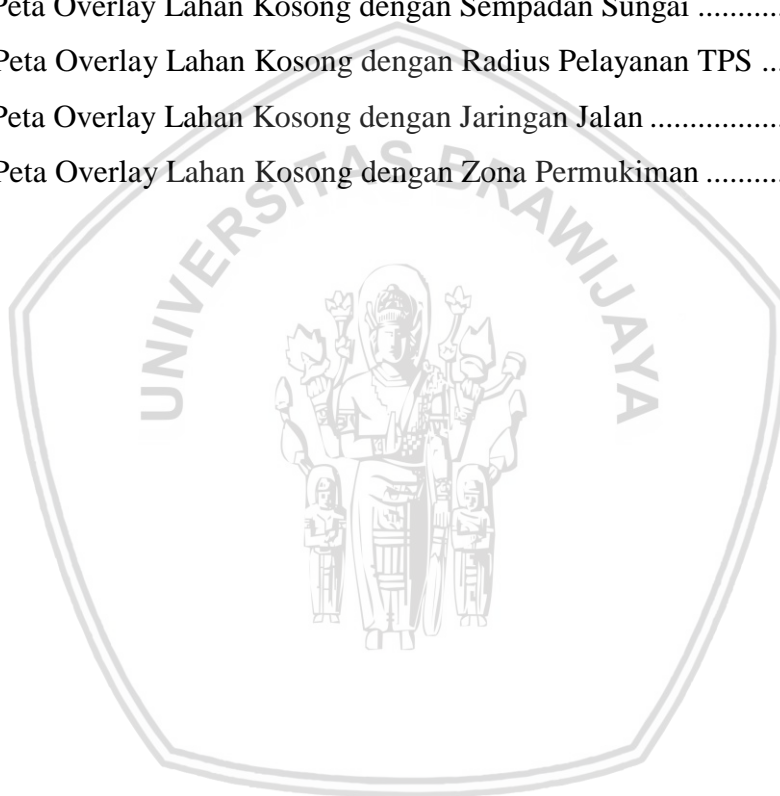 Peta Overlay Lahan Kosong dengan Sempadan Sungai ..........
Peta Overlay Lahan Kosong dengan Radius Pelayanan TPS ...
Peta Overlay Lahan Kosong dengan Jaringan Jalan .................
Peta Overlay Lahan Kosong dengan Zona Permukiman ..........
UNIVERSITAS BRAWIJAYA